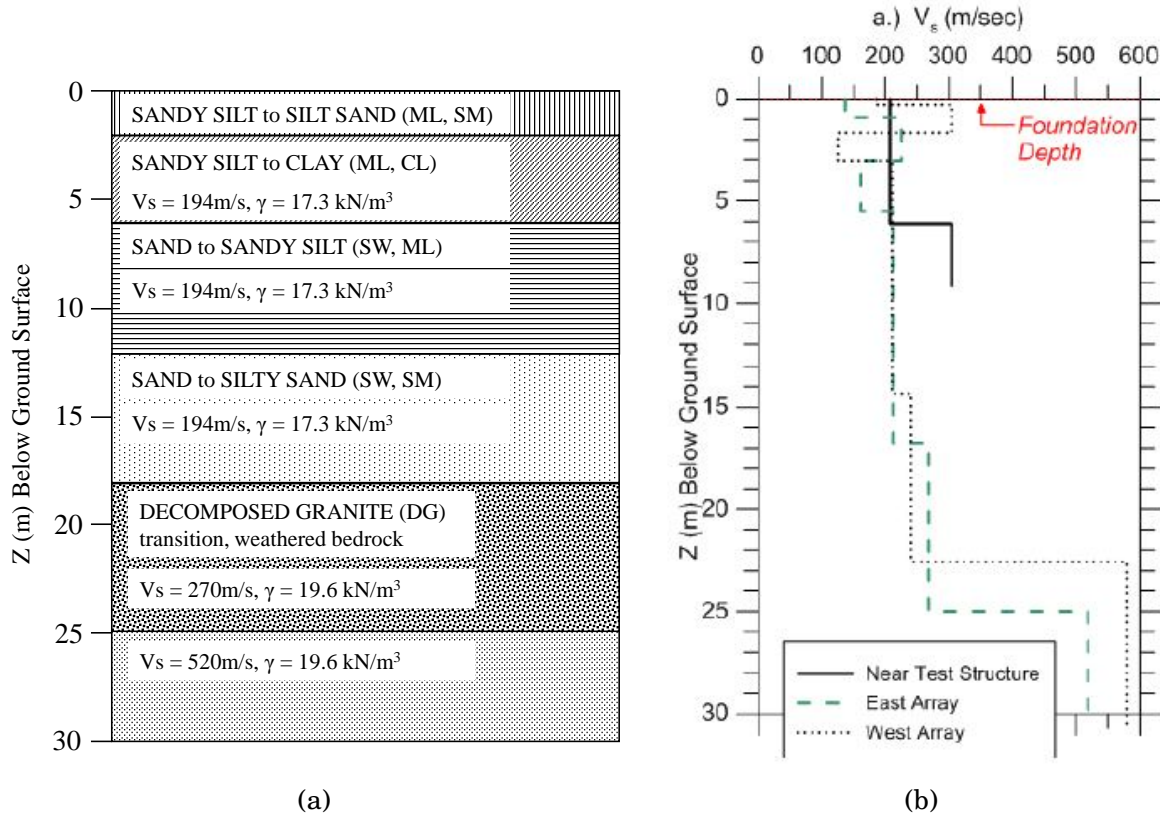 Z (m) Below Ground Surface
0
5
10
15
20
25
30
SANDY SILT to SILT SAND (ML, SM)
SANDY SILT to CLAY (ML, CL)
Vs = 194m/s, γ = 17.3 kN/m³
SAND to SANDY SILT (SW, ML)
Vs = 194m/s, γ = 17.3 kN/m³
SAND to SILTY SAND (SW, SM)
Vs = 194m/s, γ = 17.3 kN/m³
DECOMPOSED GRANITE (DG)
transition, weathered bedrock
Vs = 270m/s, γ = 19.6 kN/m³
Vs = 520m/s, γ = 19.6 kN/m³
(a)
a.) Vs (m/sec)
0 100 200 300 400 500 600
Z (m) Below Ground Surface
0
5
10
15
20
25
30
Foundation
Depth
Near Test Structure
East Array
West Array
(b)